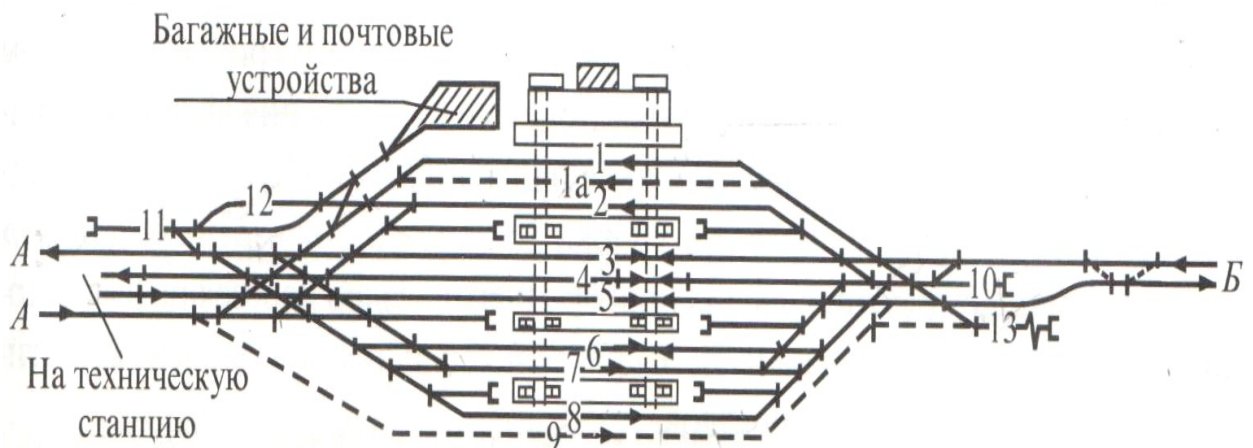 Багажные и почтовые
устройства
1
1а
2
12
11
3
А
4
10
Б
5
А
13
6
На техническую
станцию
7
8
9